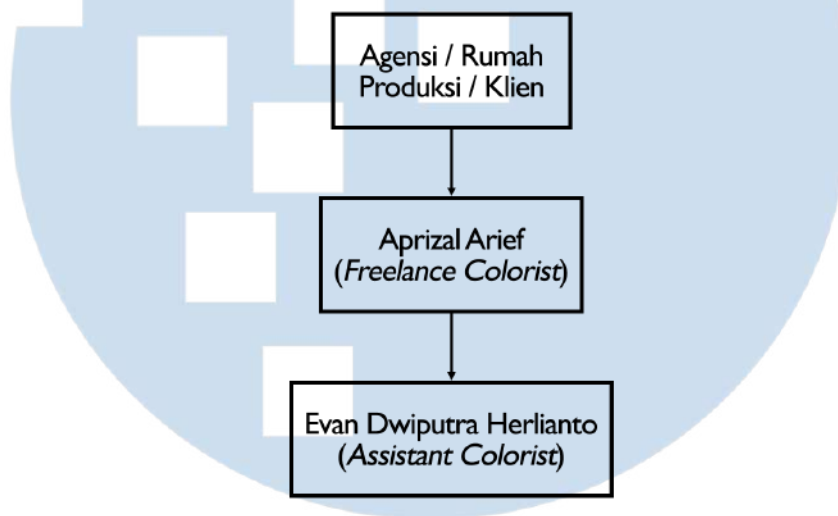 Agensi / Rumah
Produksi / Klien
Aprizal Arief
(Freelance Colorist)
Evan Dwiputra Herlianto
(Assistant Colorist)